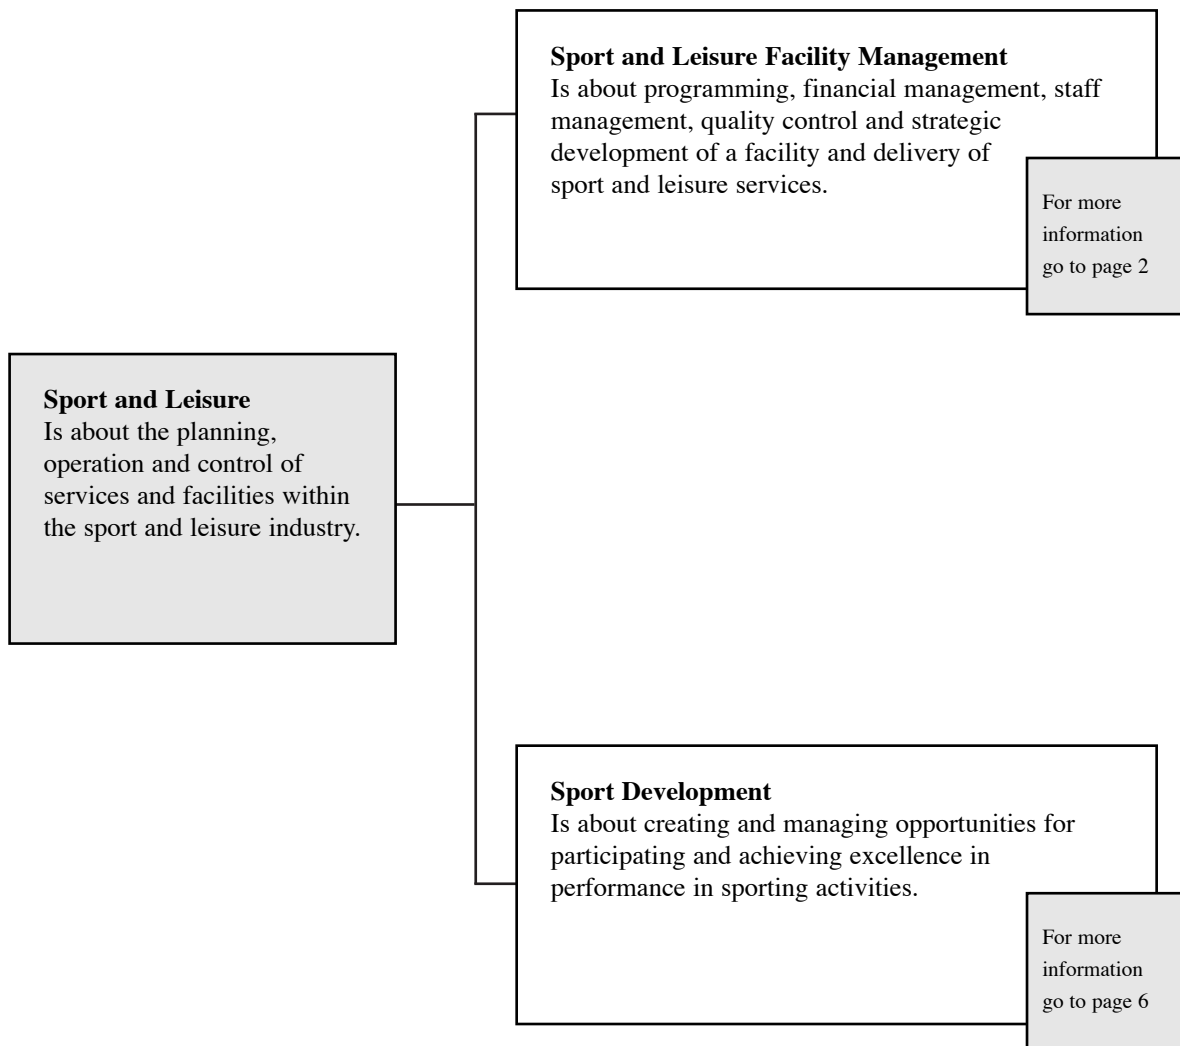 Sport and Leisure Facility Management
Is about programming, financial management, staff
management, quality control and strategic
development of a facility and delivery of
sport and leisure services.
For more
information
go to page 2
Sport and Leisure
Is about the planning,
operation and control of
services and facilities within
the sport and leisure industry.
Sport Development
Is about creating and managing opportunities for
participating and achieving excellence in
performance in sporting activities.
For more
information
go to page 6